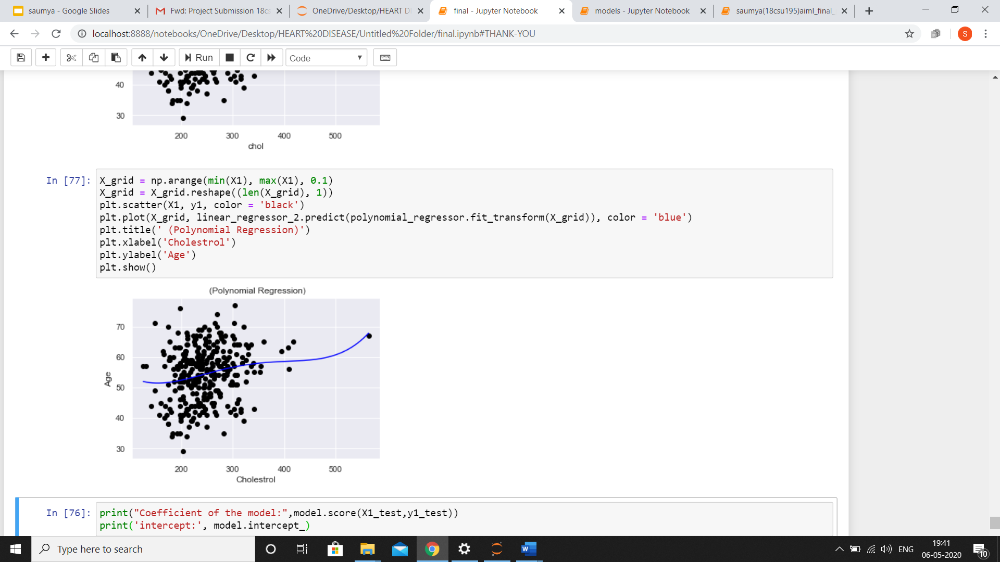 saumya - Google Slides
Fwd: Project Submission 18cs
OneDrive/Desktop/HEART D
final - Jupyter Notebook
models - Jupyter Notebook
saumya(18csu195)aiml_final_
localhost:8888/notebooks/OneDrive/Desktop/HEART%20DISEASE/Untitled%20Folder/final.ipynb#THANK-YOU
S
Run
Code
40
30
200 300 400 500
chol
In [77]:
X_grid = np.arange(min(X1), max(X1), 0.1)
X_grid = X_grid.reshape((len(X_grid), 1))
plt.scatter(X1, y1, color = 'black')
plt.plot(X_grid, linear_regressor_2.predict(polynomial_regressor.fit_transform(X_grid)), color = 'blue')
plt.title(' (Polynomial Regression)')
plt.xlabel('Cholestrol')
plt.ylabel('Age')
plt.show()
(Polynomial Regression)
70
60
50
40
30
Age
200 300 400 500
Cholestrol
In [76]:
print("Coefficient of the model:",model.score(X1_test,y1_test))
print('intercept:', model.intercept_)
Type here to search
W
ENG
19:41
06-05-2020
10